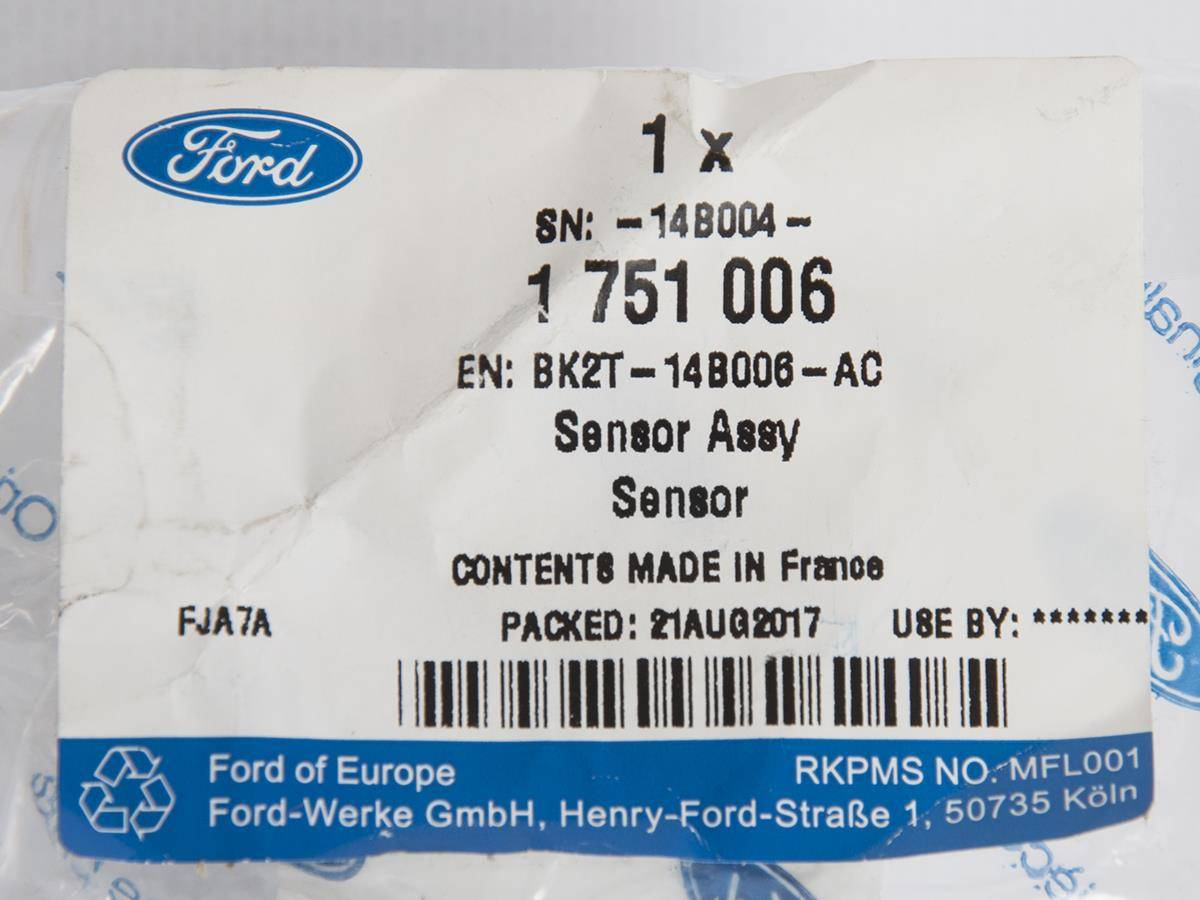 Ford
1 x
SN: -14B004-
1 751 006
EN: BK2T-14B006-AC
Sensor Assy
Sensor
CONTENTS MADE IN France
FJA7A PACKED: 21AUG2017 USE BY: *******
Ford of Europe RKPMS NO. MFL001
Ford-Werke GmbH, Henry-Ford-Straße 1, 50735 Köln